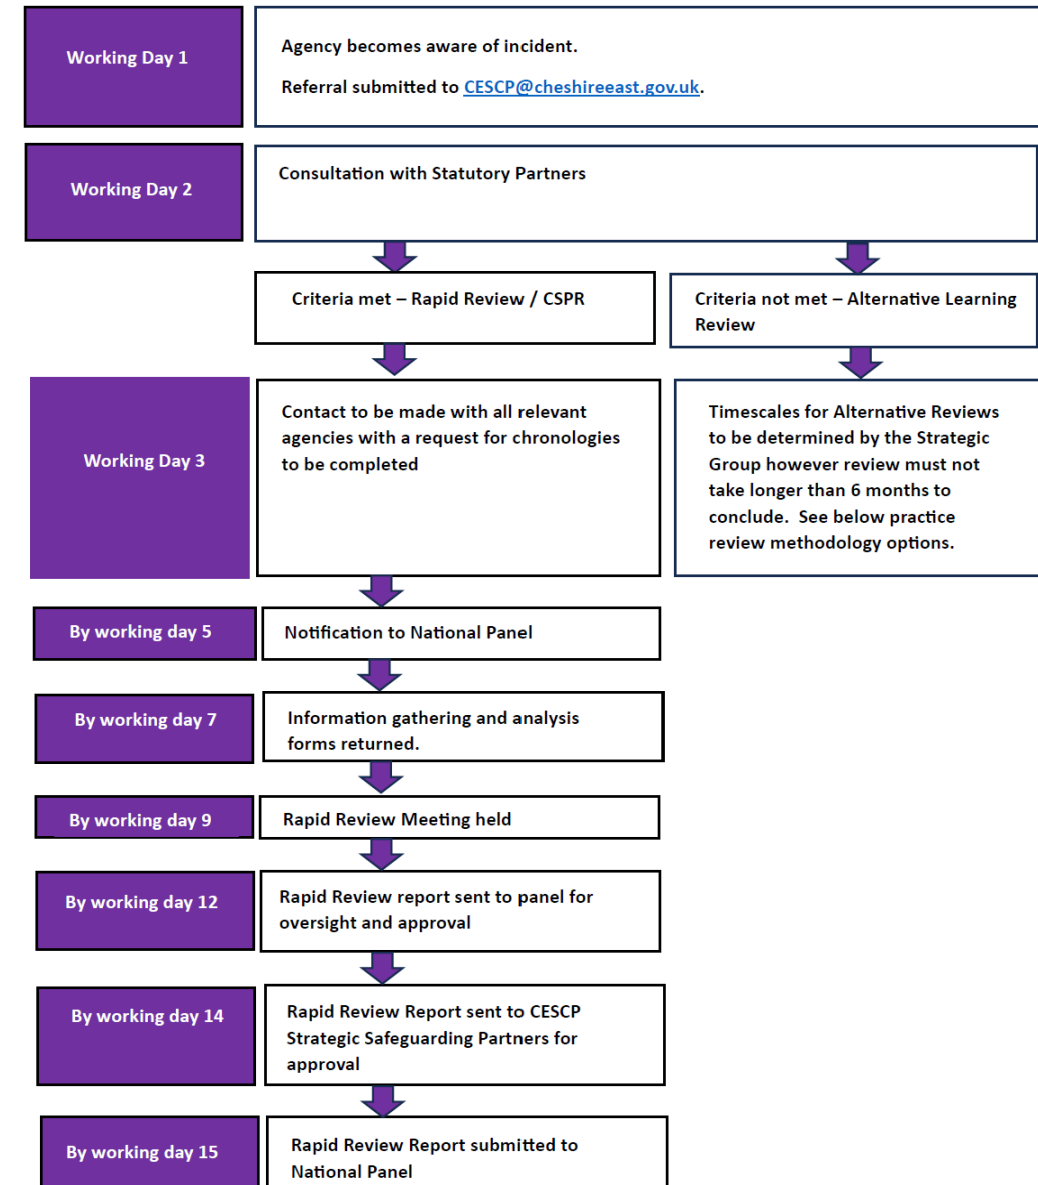 Working Day 1
Agency becomes aware of incident.
Referral submitted to CESCP@cheshireeast.gov.uk.
Working Day 2
Consultation with Statutory Partners
Criteria met – Rapid Review / CSPR
Criteria not met – Alternative Learning
Review
Working Day 3
Contact to be made with all relevant
agencies with a request for chronologies
to be completed
Timescales for Alternative Reviews
to be determined by the Strategic
Group however review must not
take longer than 6 months to
conclude.  See below practice
review methodology options.
By working day 5
Notification to National Panel
By working day 7
Information gathering and analysis
forms returned.
By working day 9
Rapid Review Meeting held
By working day 12
Rapid Review report sent to panel for
oversight and approval
By working day 14
Rapid Review Report sent to CESCP
Strategic Safeguarding Partners for
approval
By working day 15
Rapid Review Report submitted to
National Panel